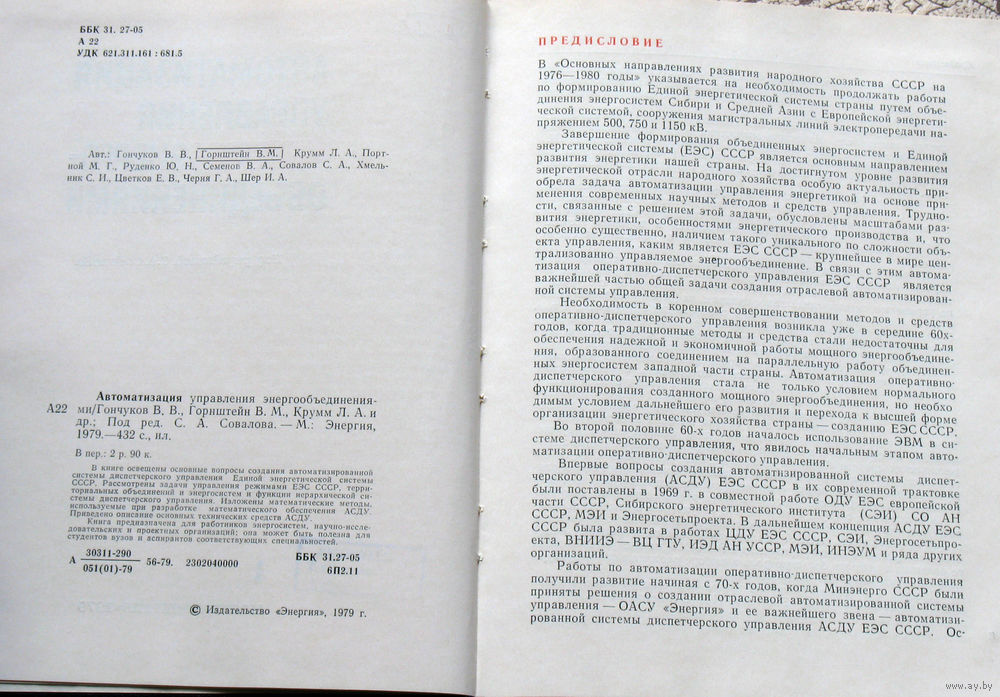 ББК 31. 27-05
А 22
УДК 621.311.161 : 681.5
Авт.: Гончуков В. В., Горнштейн В. М. Крумм Л. А., Порт-
ной М. Г., Руденко Ю. Н., Семенов В. А., Совалов С. А., Хмель-
ник С. И., Цветков Е. В., Черня Г. А., Шер И. А.
Автоматизация управления энергообъединения-
А22 ми/Гончуков В. В., Горнштейн В. М., Крумм Л. А. и
др.; Под ред. С. А. Совалова. — М.: Энергия,
1979.—432 с., ил.
В пер.: 2 р. 90 к.
В книге освещены основные вопросы создания автоматизированной
системы диспетчерского управления Единой энергетической системы
СССР. Рассмотрены задачи управления режимами ЕЭС СССР, терри-
ториальных объединений и энергосистем и функции иерархической си-
стемы диспетчерского управления. Изложены математические методы,
используемые при разработке математического обеспечения АСДУ.
Приведено описание основных технических средств АСДУ.
Книга предназначена для работников энергосистем, научно-иссле-
довательских и проектных организаций; она может быть полезна для
студентов вузов и аспирантов соответствующих специальностей.
А 30311-290 56-79. 2302040000 ББК 31.27-05
051(01)-79 6П2.11
© Издательство «Энергия», 1979 г.
ПРЕДИСЛОВИЕ
В «Основных направлениях развития народного хозяйства СССР на
1976—1980 годы» указывается на необходимость продолжать работы
по формированию Единой энергетической системы страны путем объе-
динения энергосистем Сибири и Средней Азии с Европейской энергети-
ческой системой, сооружения магистральных линий электропередачи на-
пряжением 500, 750 и 1150 кВ.
Завершение формирования объединенных энергосистем и Единой
энергетической системы (ЕЭС) СССР является основным направлением
развития энергетики нашей страны. На достигнутом уровне развития
энергетической отрасли народного хозяйства особую актуальность при-
обрела задача автоматизации управления энергетикой на основе при-
менения современных научных методов и средств управления. Трудно-
сти, связанные с решением этой задачи, обусловлены масштабами раз-
вития энергетики, особенностями энергетического производства и, что
особенно существенно, наличием такого уникального по сложности объ-
екта управления, каким является ЕЭС СССР — крупнейшее в мире цен-
трализованно управляемое энергообъединение. В связи с этим автома-
тизация оперативно-диспетчерского управления ЕЭС СССР является
важнейшей частью общей задачи создания отраслевой автоматизирован-
ной системы управления.
Необходимость в коренном совершенствовании методов и средств
оперативно-диспетчерского управления возникла уже в середине 60х-
годов, когда традиционные методы и средства стали недостаточны для
обеспечения надежной и экономичной работы мощного энергообъедине-
ния, образованного соединением на параллельную работу объединен-
ных энергосистем западной части страны. Автоматизация оперативно-
диспетчерского управления стала не только условием нормального
функционирования созданного мощного энергообъединения, но необхо
димым условием дальнейшего его развития и перехода к высшей форме
организации энергетического хозяйства страны — созданию ЕЭС СССР.
Во второй половине 60-х годов началось использование ЭВМ в си-
стеме диспетчерского управления, что явилось начальным этапом авто-
матизации оперативно-диспетчерского управления.
Впервые вопросы создания автоматизированной системы диспет-
черского управления (АСДУ) ЕЭС СССР в их современной трактовке
были поставлены в 1969 г. в совместной работе ОДУ ЕЭС европейской
части СССР, Сибирского энергетического института (СЭИ) СО АН
СССР, МЭИ и Энергосетьпроекта. В дальнейшем концепция АСДУ ЕЭС
СССР была развита в работах ЦДУ ЕЭС СССР, СЭИ, Энергосетьпро-
екта, ВНИИЭ — ВЦ ГТУ, ИЭД АН УССР, МЭИ, ИНЭУМ и ряда других
организаций.
Работы по автоматизации оперативно-диспетчерского управления
получили развитие начиная с 70-х годов, когда Минэнерго СССР были
приняты решения о создании отраслевой автоматизированной системы
управления — ОАСУ «Энергия» и ее важнейшего звена — автоматизи-
рованной системы диспетчерского управления АСДУ ЕЭС СССР. Ос-
www.ay.by